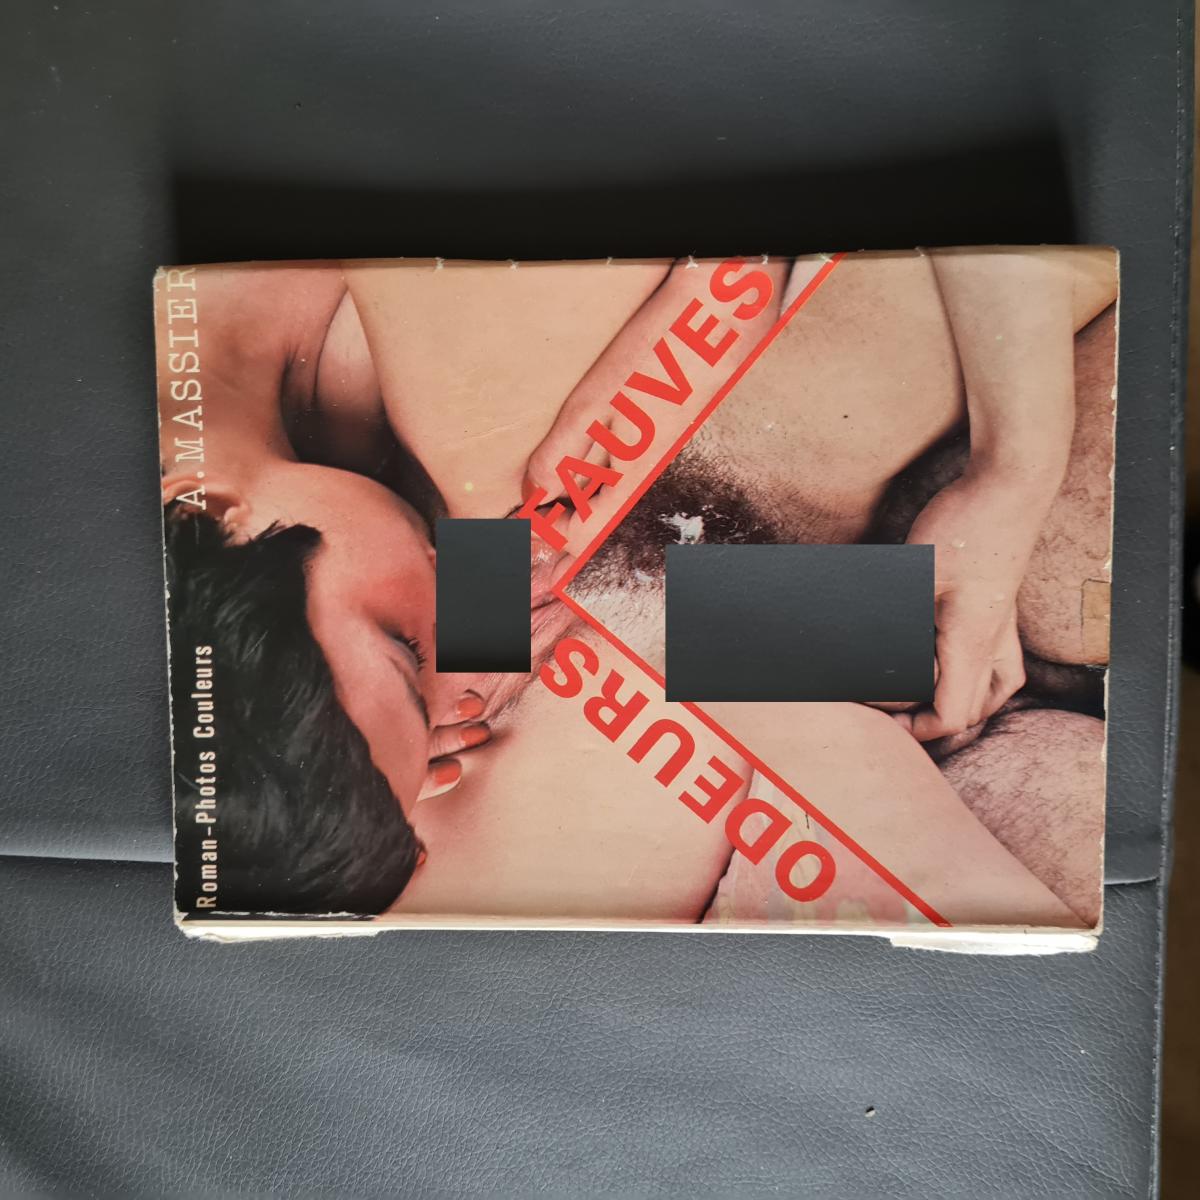 A.MASSIER
Roman-Photos Couleurs
ODEURS
FAUVES